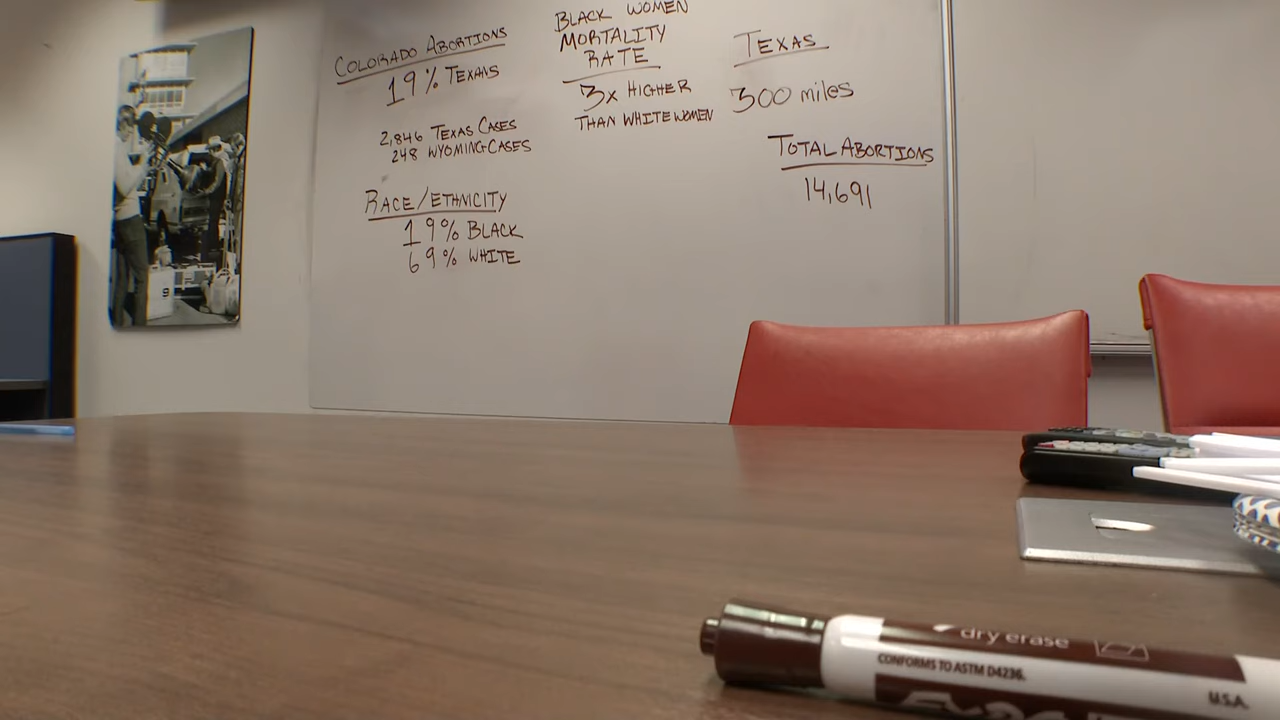 COLORADO ABORTIONS
19% TEXANS
2,846 TEXAS CASES
248 WYOMING CASES
RACE/ETHNICITY
19% BLACK
69% WHITE
BLACK WOMEN
MORTALITY
RATE
3x HIGHER
THAN WHITE WOMEN
TEXAS
300 miles
TOTAL ABORTIONS
14,691
9
dry erase
CONFORMS TO ASTM D4236.
U.S.A.